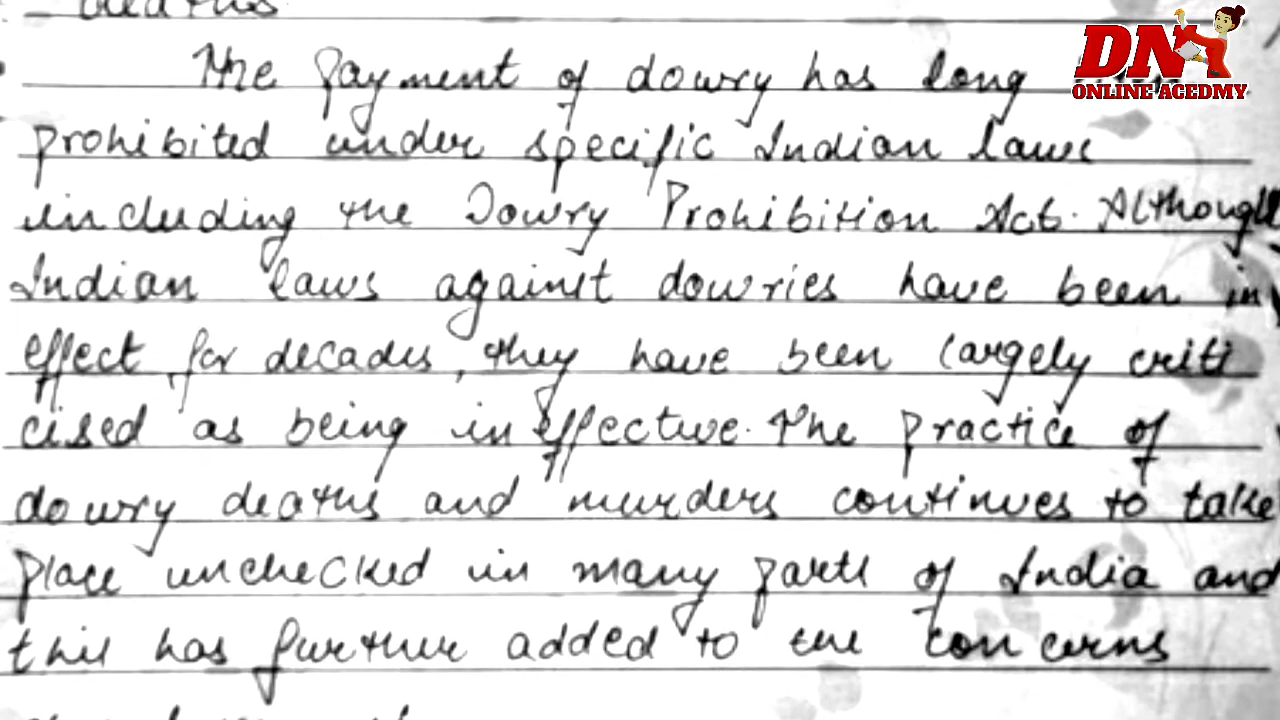 deaths
DN
ONLINE ACEDMY
The payment of dowry has long
prohibited under specific Indian laws
including the Dowry Prohibition Act. Although
Indian laws against dowries have been in
effect for decades, they have been largely criti
cised as being ineffective. The practice of
dowry deaths and murders continues to take
place unchecked in many parts of India and
this has further added to the concerns